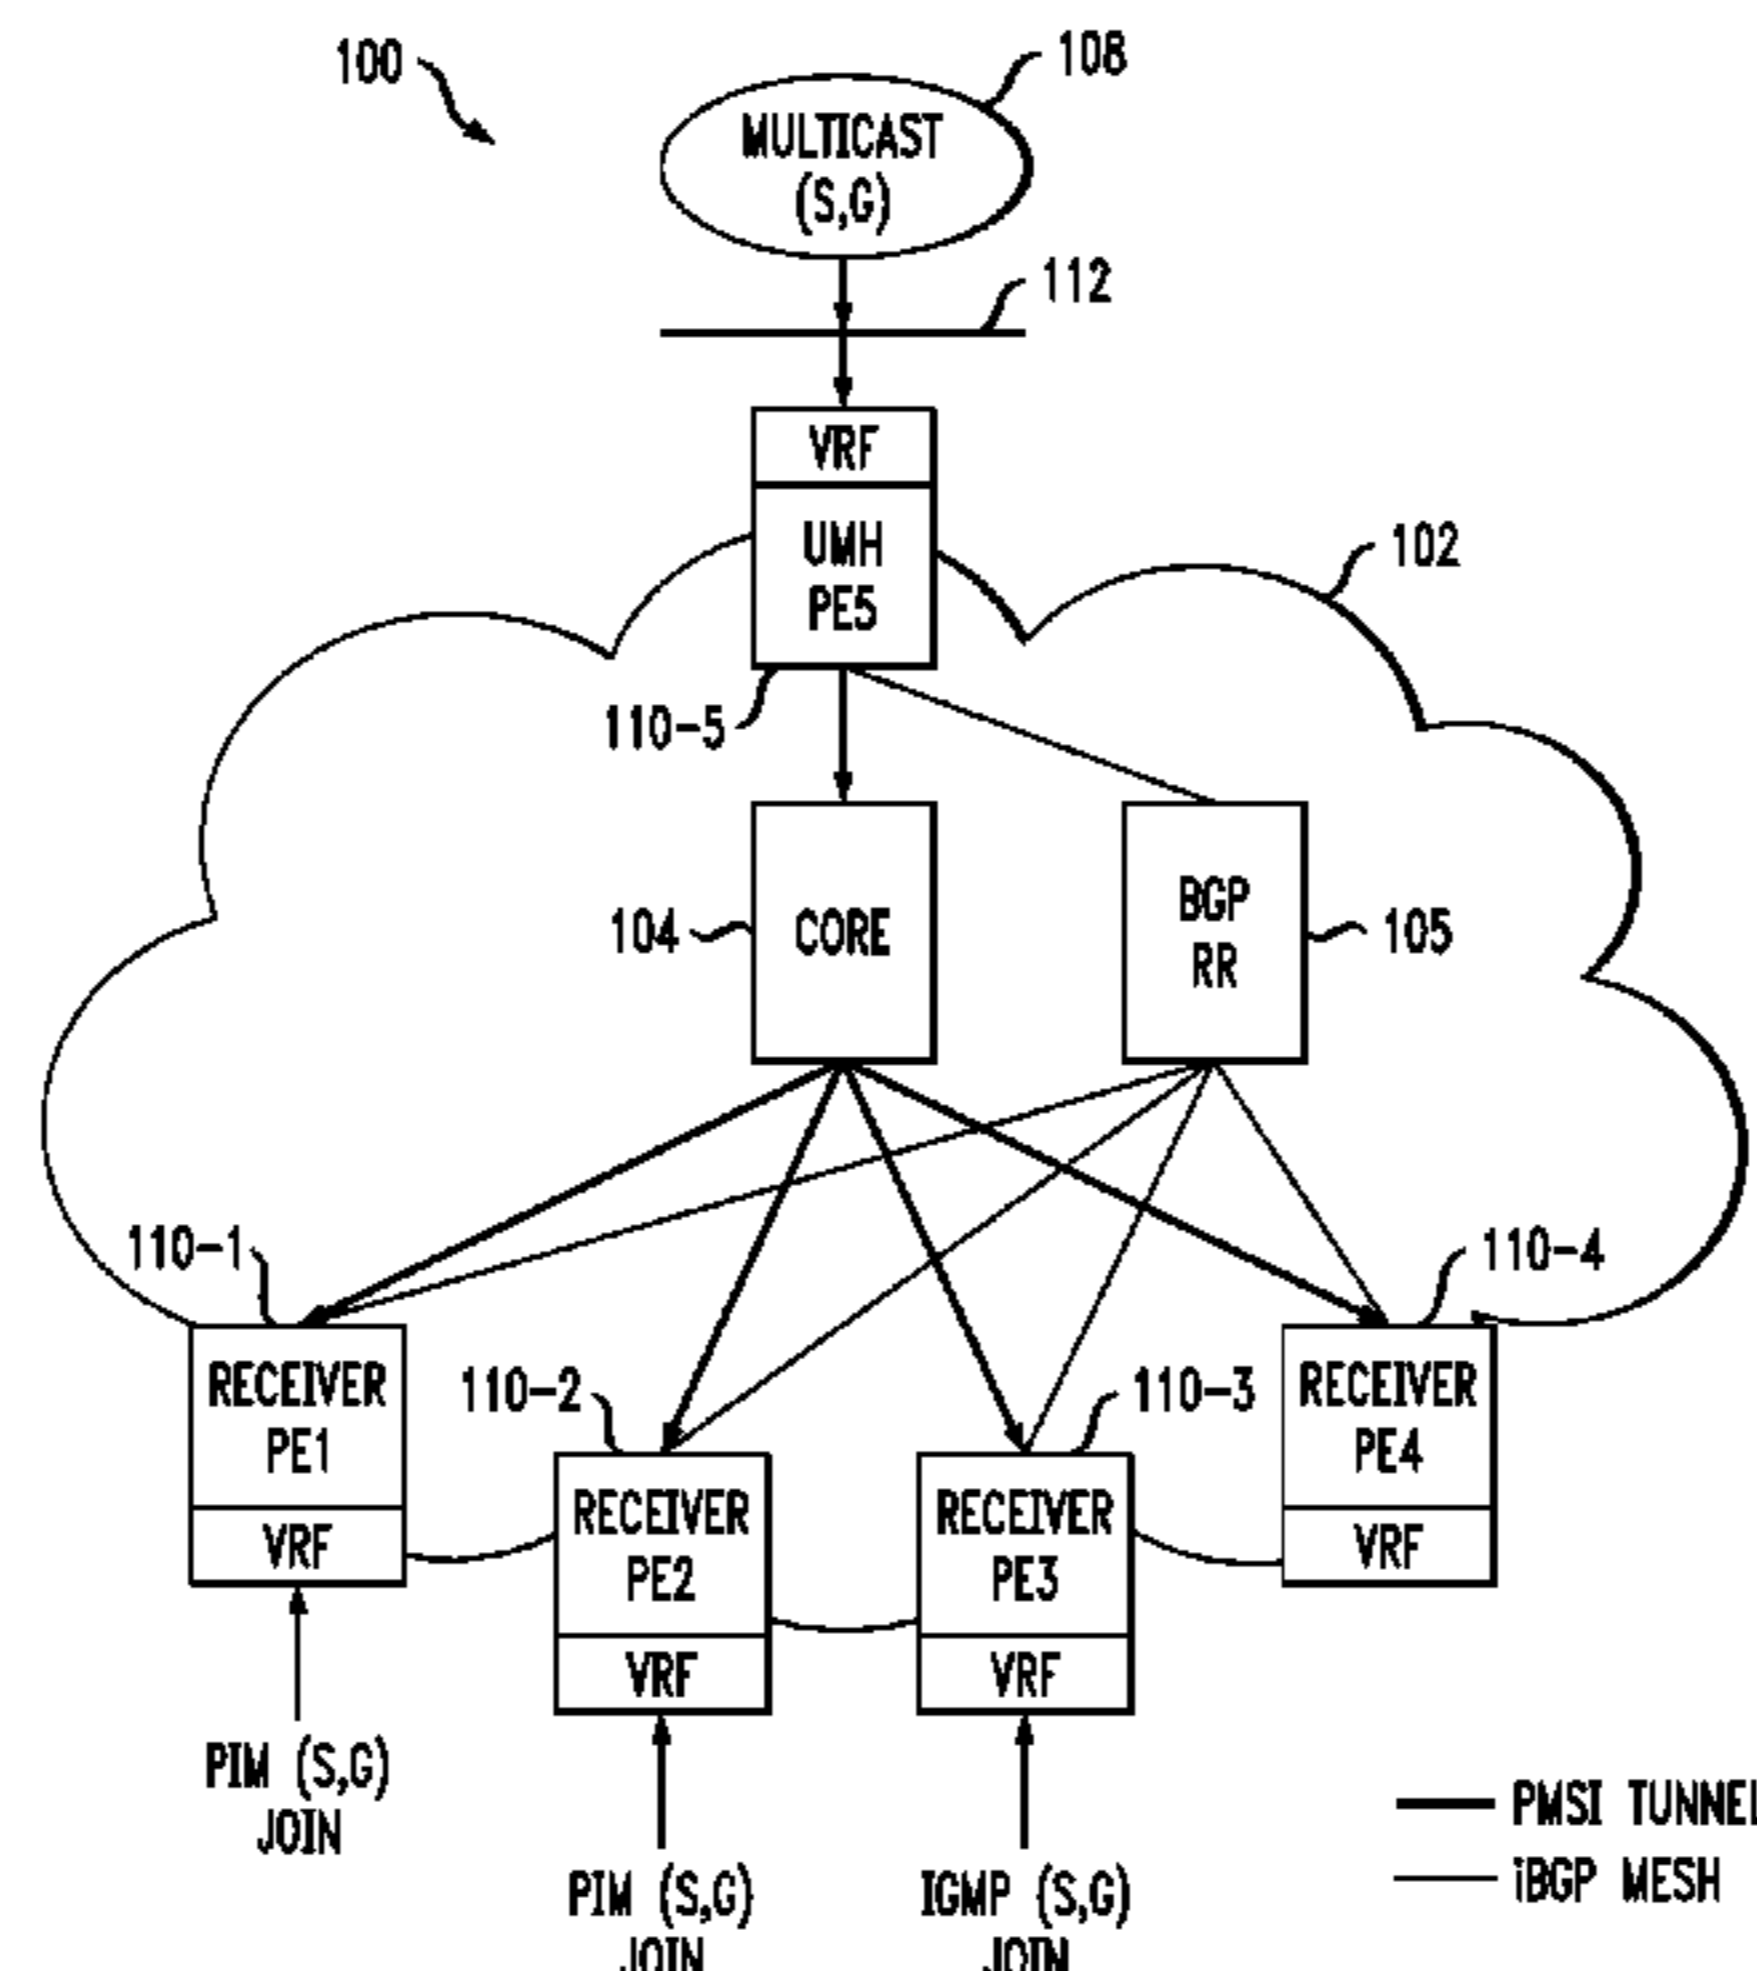 100
108
MULTICAST
(S,G)
112
VRF
UMH
PE5
102
110-5
104
CORE
BGP
RR
105
110-1
110-4
RECEIVER
PE1
VRF
110-2
110-3
RECEIVER
PE4
VRF
RECEIVER
PE2
VRF
RECEIVER
PE3
VRF
PIM (S,G)
JOIN
PIM (S,G)
JOIN
IGMP (S,G)
JOIN
PMSI TUNNEL
iBGP MESH